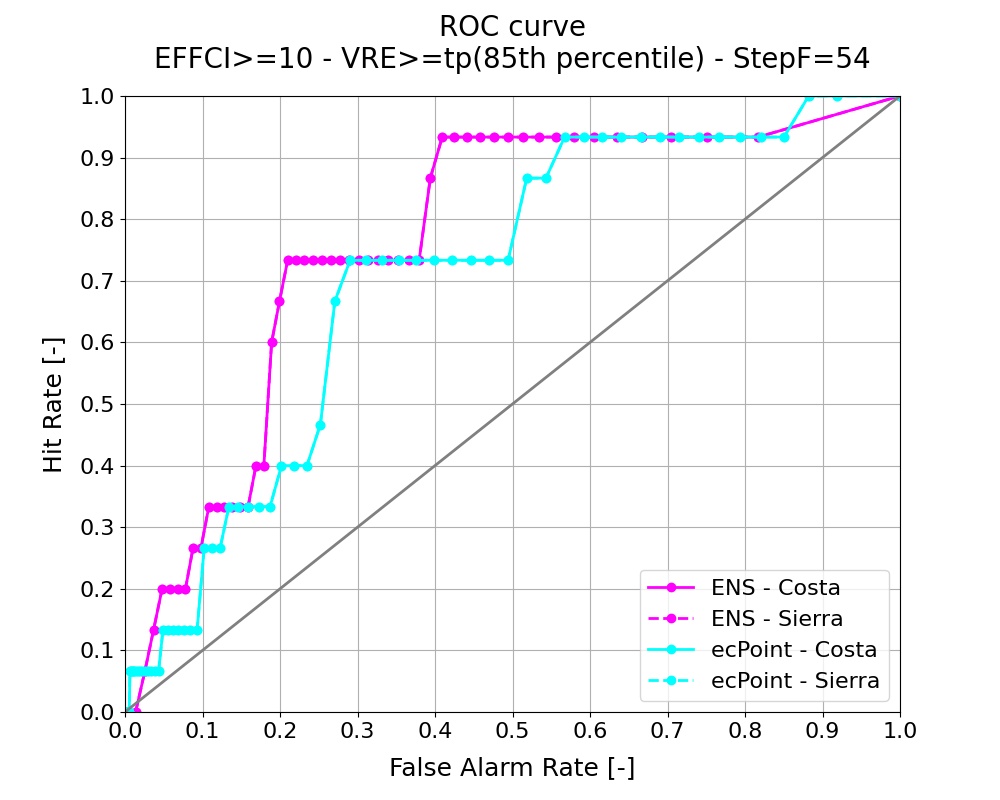 ROC curve
EFFCI>=10 - VRE>=tp(85th percentile) - StepF=54
1.0
0.9
0.8
0.7
0.6
0.5
0.4
0.3
0.2
0.1
0.0
Hit Rate [-]
ENS - Costa
ENS - Sierra
ecPoint - Costa
ecPoint - Sierra
0.0 0.1 0.2 0.3 0.4 0.5 0.6 0.7 0.8 0.9 1.0
False Alarm Rate [-]